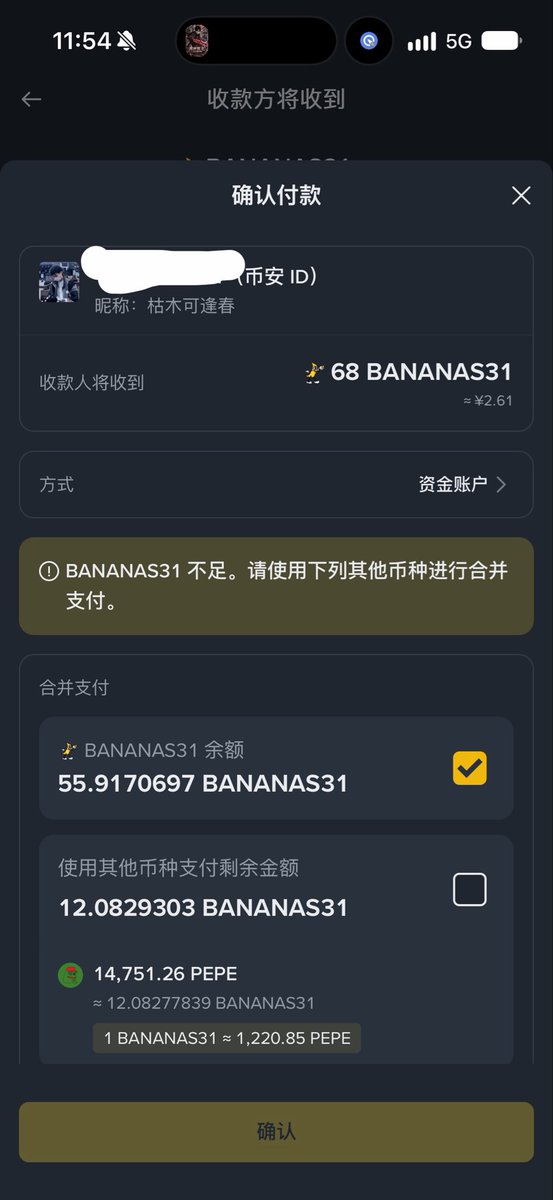 11:54
5G
收款方将收到
确认付款
(币安 ID)
昵称：枯木可逢春
收款人将收到
68 BANANAS31
≈ ¥2.61
方式
资金账户
BANANAS31 不足。请使用下列其他币种进行合并
支付。
合并支付
BANANAS31 余额
55.9170697 BANANAS31
使用其他币种支付剩余金额
12.0829303 BANANAS31
14,751.26 PEPE
≈ 12.08277839 BANANAS31
1 BANANAS31 ≈ 1,220.85 PEPE
确认